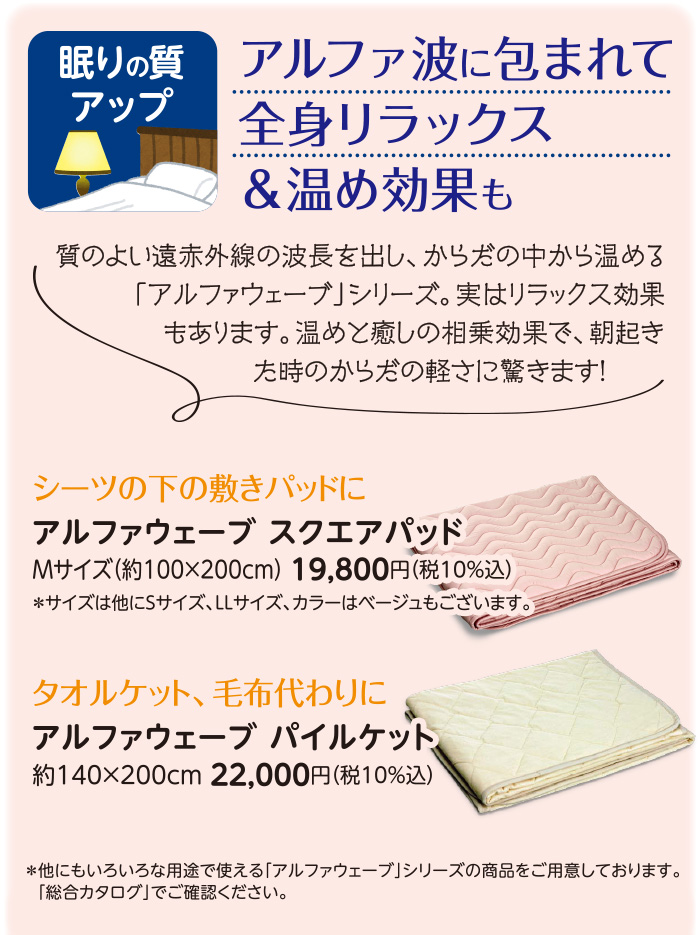 眠りの質
アップ
アルファ波に包まれて
全身リラックス
&温め効果も
質のよい遠赤外線の波長を出し、からだの中から温める
「アルファウェーブ」シリーズ。実はリラックス効果
もあります。温めと癒しの相乗効果で、朝起き
た時のからだの軽さに驚きます!
シーツの下の敷きパッドに
アルファウェーブ スクエアパッド
Mサイズ(約100×200cm) 19,800円(税10%込)
*サイズは他にSサイズ、LLサイズ、カラーはベージュもございます。
タオルケット、毛布代わりに
アルファウェーブ パイルケット
約140×200cm 22,000円(税10%込)
*他にもいろいろな用途で使える「アルファウェーブ」シリーズの商品をご用意しております。
「総合カタログ」でご確認ください。